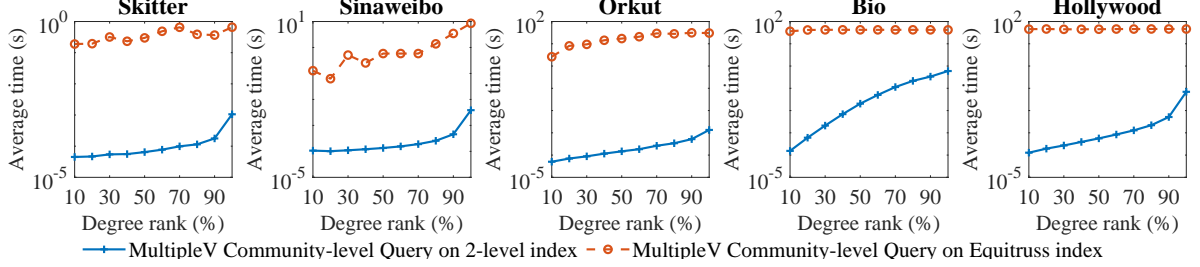 Skitter
Sinaweibo
Orkut
Bio
Hollywood
Average time (s)
10^0
10^-5
10 30 50 70 90
Degree rank (%)
Average time (s)
10^1
10^-5
10 30 50 70 90
Degree rank (%)
Average time (s)
10^2
10^-5
10 30 50 70 90
Degree rank (%)
Average time (s)
10^2
10^-5
10 30 50 70 90
Degree rank (%)
Average time (s)
10^2
10^-5
10 30 50 70 90
Degree rank (%)
MultipleV Community-level Query on 2-level index
MultipleV Community-level Query on Equitruss index